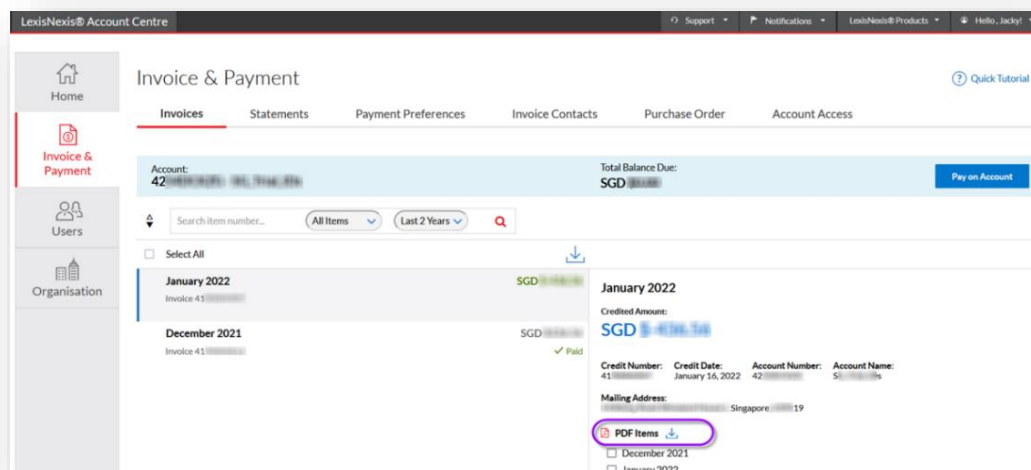 LexisNexis® Account Centre
Support
Notifications
LexisNexis® Products
Hello, Jacky!
Home
Invoice &
Payment
Users
Organisation
Invoice & Payment
Quick Tutorial
Invoices Statements Payment Preferences Invoice Contacts Purchase Order Account Access
Account:
42
Total Balance Due:
SGD
Pay on Account
Search item number...
All Items
Last 2 Years
Select All
January 2022 SGD
Invoice 41
December 2021 SGD
Invoice 41 Paid
January 2022
Credited Amount:
SGD
Credit Number: Credit Date: Account Number: Account Name:
41 January 16, 2022 42 S s
Mailing Address:
Singapore 19
PDF Items
December 2021
January 2022